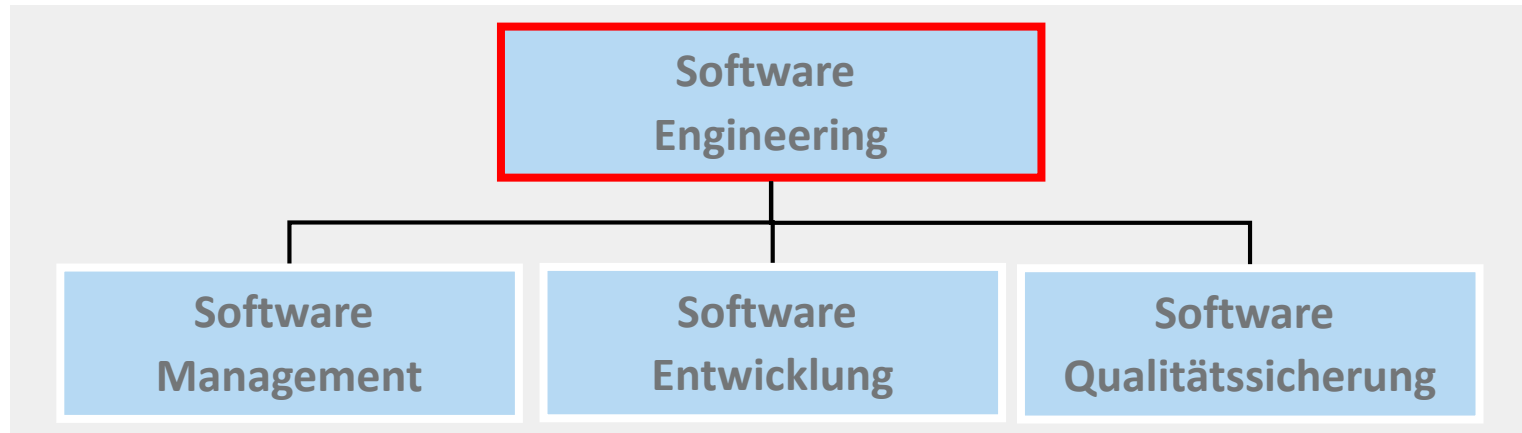 Software
Engineering
Software
Management
Software
Entwicklung
Software
Qualitätssicherung